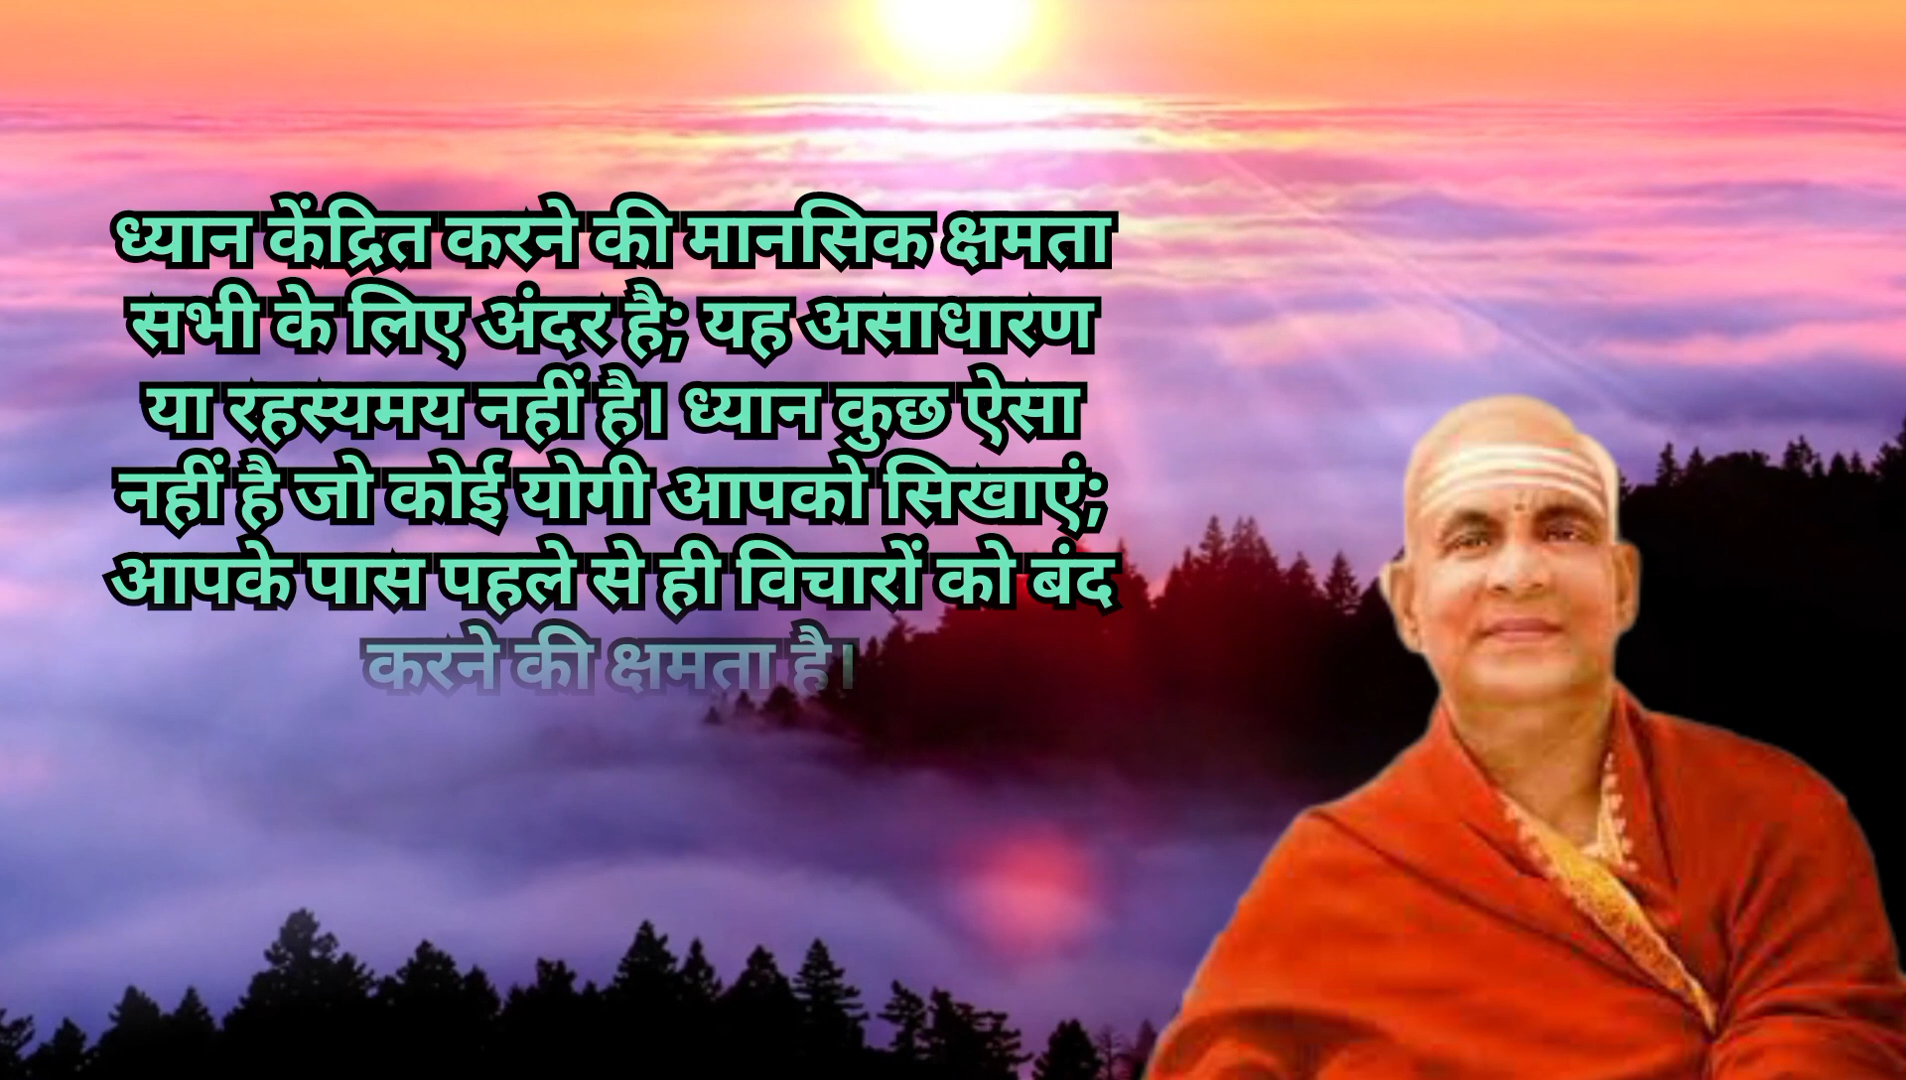 ध्यान केंद्रित करने की मानसिक क्षमता
सभी के लिए अंदर है; यह असाधारण
या रहस्यमय नहीं है। ध्यान कुछ ऐसा
नहीं है जो कोई योगी आपको सिखाएं;
आपके पास पहले से ही विचारों को बंद
करने की क्षमता है।